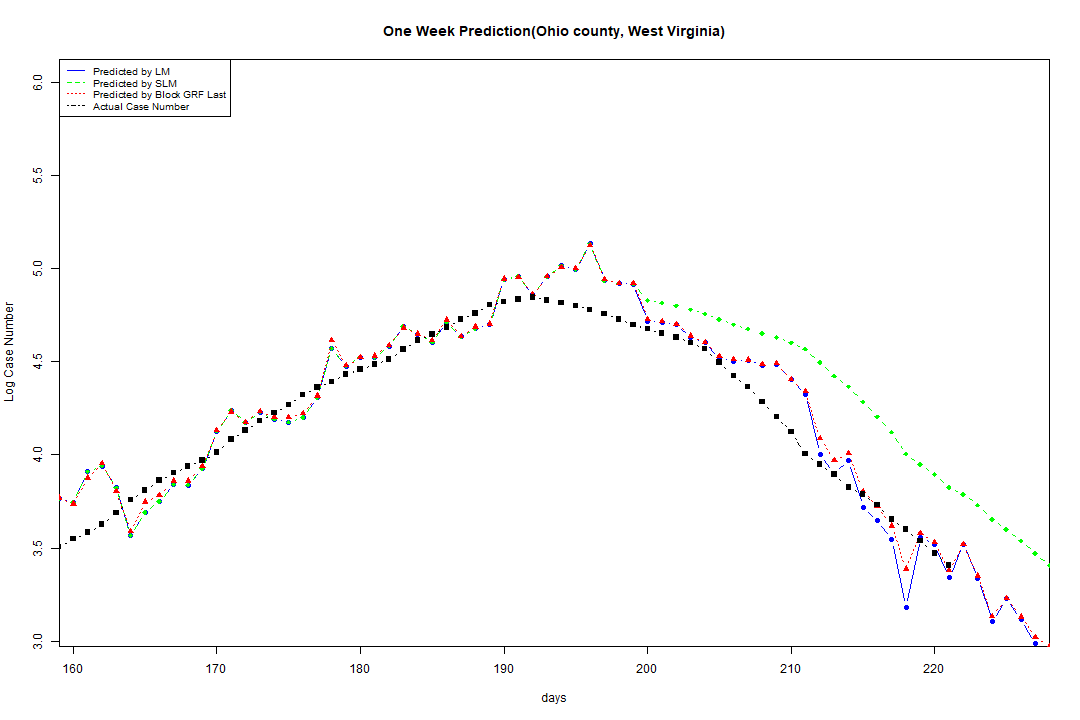 One Week Prediction(Ohio county, West Virginia)
Predicted by LM
Predicted by SLM
Predicted by Block GRF Last
Actual Case Number
Log Case Number
6.0
5.5
5.0
4.5
4.0
3.5
3.0
160 170 180 190 200 210 220
days